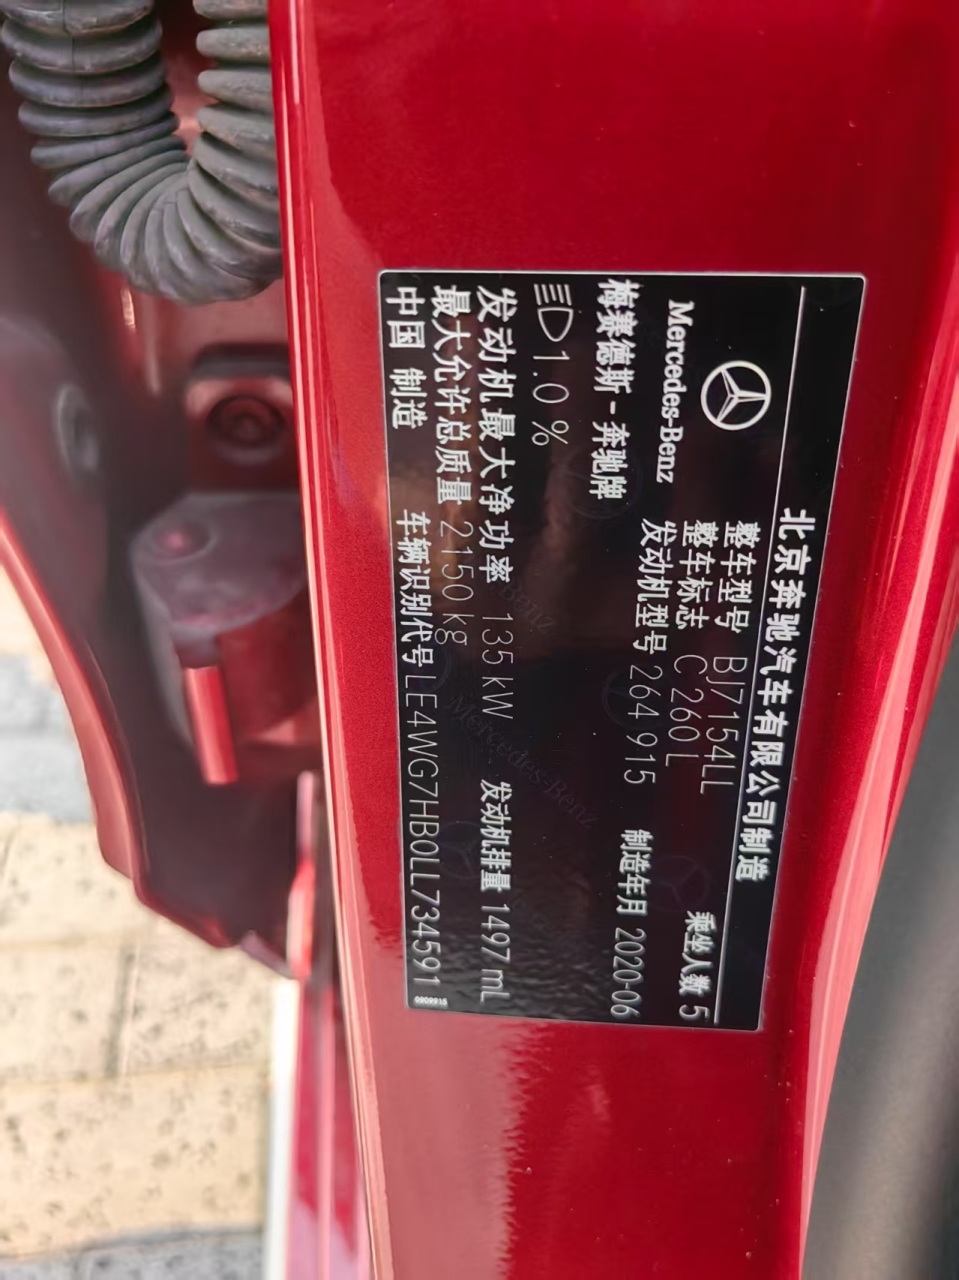 北京奔驰汽车有限公司制造
Mercedes-Benz
整车型号 BJ7154LL
整车标志 C 260 L
乘坐人数 5
梅赛德斯-奔驰牌
发动机型号 264 915
制造年月 2020-06
1.0 %
发动机最大净功率 135 kW
发动机排量 1497 mL
最大允许总质量 2150 kg
中国 制造
车辆识别代号 LE4WG7HB0LL734591